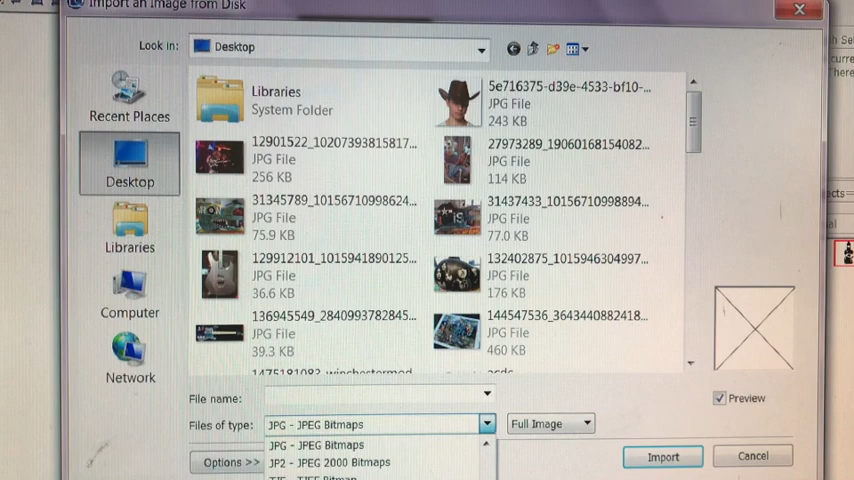 Import an Image from Disk
Look in:
Desktop
Recent Places
Desktop
Libraries
Computer
Network
Libraries
System Folder
5e716375-d39e-4533-bf10-...
JPG File
243 KB
12901522_10207393815817...
JPG File
256 KB
27973289_19060168154082...
JPG File
114 KB
31345789_10156710998624...
JPG File
75.9 KB
31437433_10156710998894...
JPG File
77.0 KB
129912101_1015941890125...
JPG File
36.6 KB
132402875_1015946304997...
JPG File
176 KB
136945549_2840993782845...
JPG File
39.3 KB
144547536_3643440882418...
JPG File
460 KB
File name:
Files of type:
JPG - JPEG Bitmaps
Full Image
JPG - JPEG Bitmaps
JP2 - JPEG 2000 Bitmaps
Options >>
Preview
Import
Cancel